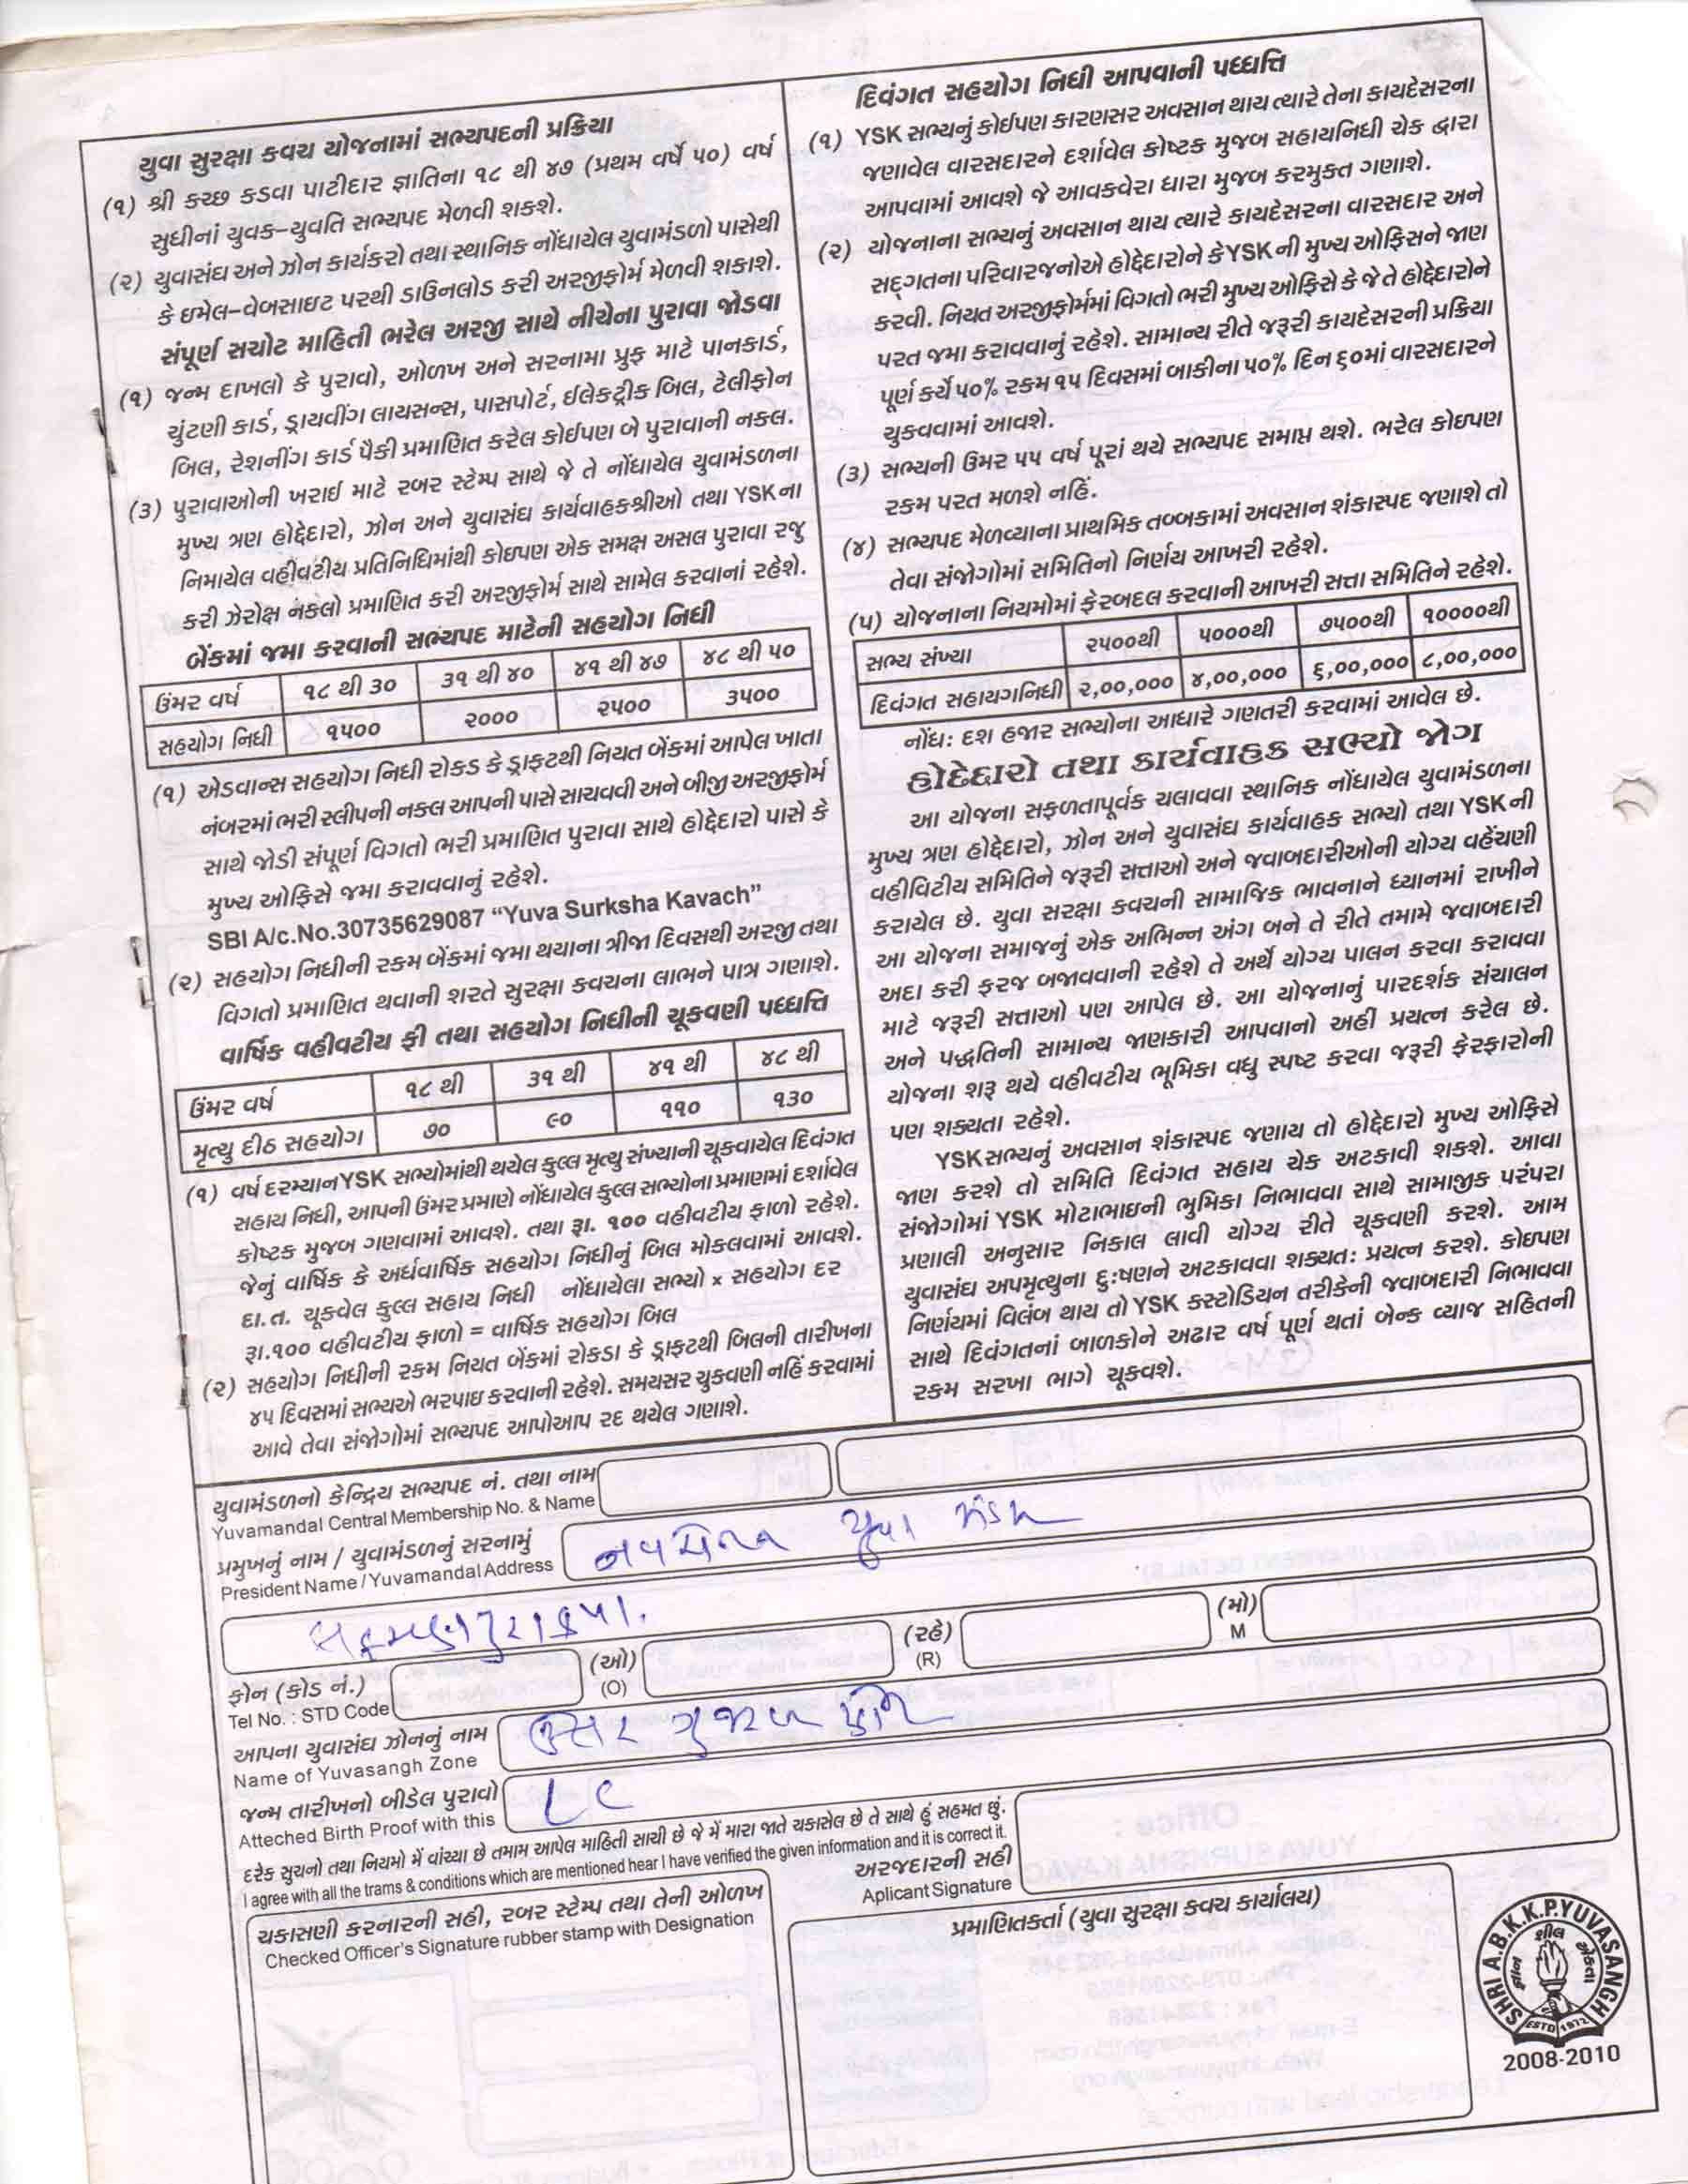 યુવા સુરક્ષા કવચ યોજનામાં સભ્યપદની પ્રક્રિયા
(૧) શ્રી કચ્છ કડવા પાટીદાર જ્ઞાતિના ૧૮ થી ૪૭ (પ્રથમ વર્ષે ૫૦) વર્ષ
સુધીનાં યુવક–યુવતિ સભ્યપદ મેળવી શકશે.
(૨) યુવાસંઘ અને ઝોન કાર્યકરો તથા સ્થાનિક નોંધાયેલ યુવામંડળો પાસેથી
કે ઇમેલ–વેબસાઇટ પરથી ડાઉનલોડ કરી અરજીફોર્મ મેળવી શકાશે.
સંપૂર્ણ સચોટ માહિતી ભરેલ અરજી સાથે નીચેના પુરાવા જોડવા
(૧) જન્મ દાખલો કે પુરાવો, ઓળખ અને સરનામા પ્રુફ માટે પાનકાર્ડ,
ચુંટણી કાર્ડ, ડ્રાયવીંગ લાયસન્સ, પાસપોર્ટ, ઈલેકટ્રીક બિલ, ટેલીફોન
બિલ, રેશનીંગ કાર્ડ પૈકી પ્રમાણિત કરેલ કોઈપણ બે પુરાવાની નકલ.
(૩) પુરાવાઓની ખરાઈ માટે રબર સ્ટેમ્પ સાથે જે તે નોંધાયેલ યુવામંડળના
મુખ્ય ત્રણ હોદ્દેદારો, ઝોન અને યુવાસંઘ કાર્યવાહકશ્રીઓ તથા YSKના
નિમાયેલ વહીવટીય પ્રતિનિધિમાંથી કોઇપણ એક સમક્ષ અસલ પુરાવા રજુ
કરી ઝેરોક્ષ નકલો પ્રમાણિત કરી અરજીફોર્મ સાથે સામેલ કરવાનાં રહેશે.
બેંકમાં જમા કરવાની સભ્યપદ માટેની સહયોગ નિધી
ઉંમર વર્ષ ૧૮ થી ૩૦ ૩૧ થી ૪૦ ૪૧ થી ૪૭ ૪૮ થી ૫૦
સહયોગ નિધી ૧૫૦૦ ૨૦૦૦ ૨૫૦૦ ૩૫૦૦
(૧) એડવાન્સ સહયોગ નિધી રોકડ કે ડ્રાફટથી નિયત બેંકમાં આપેલ ખાતા
નંબરમાં ભરી સ્લીપની નકલ આપની પાસે સાચવવી અને બીજી અરજીફોર્મ
સાથે જોડી સંપૂર્ણ વિગતો ભરી પ્રમાણિત પુરાવા સાથે હોદ્દેદારો પાસે કે
મુખ્ય ઓફિસે જમા કરાવવાનું રહેશે.
SBI A/c.No.30735629087 “Yuva Surksha Kavach”
(૨) સહયોગ નિધીની રકમ બેંકમાં જમા થયાના ત્રીજા દિવસથી અરજી તથા
વિગતો પ્રમાણિત થવાની શરતે સુરક્ષા કવચના લાભને પાત્ર ગણાશે.
વાર્ષિક વહીવટીય ફી તથા સહયોગ નિધીની ચૂકવણી પધ્ધતિ
ઉંમર વર્ષ ૧૮ થી ૩૧ થી ૪૧ થી ૪૮ થી
મૃત્યુ દીઠ સહયોગ ૭૦ ૯૦ ૧૧૦ ૧૩૦
(૧) વર્ષ દરમ્યાન YSK સભ્યોમાંથી થયેલ કુલ્લ મૃત્યુ સંખ્યાની ચૂકવાયેલ દિવંગત
સહાય નિધી, આપની ઉંમર પ્રમાણે નોંધાયેલ કુલ્લ સભ્યોના પ્રમાણમાં દર્શાવેલ
કોષ્ટક મુજબ ગણવામાં આવશે. તથા રૂા. ૧૦૦ વહીવટીય ફાળો રહેશે.
જેનું વાર્ષિક કે અર્ધવાર્ષિક સહયોગ નિધીનું બિલ મોકલવામાં આવશે.
દા.ત. ચૂકવેલ કુલ્લ સહાય નિધી નોંધાયેલા સભ્યો × સહયોગ દર
રૂા.૧૦૦ વહીવટીય ફાળો = વાર્ષિક સહયોગ બિલ
(૨) સહયોગ નિધીની રકમ નિયત બેંકમાં રોકડા કે ડ્રાફટથી બિલની તારીખના
૪૫ દિવસમાં સભ્યએ ભરપાઇ કરવાની રહેશે. સમયસર ચુકવણી નહિં કરવામાં
આવે તેવા સંજોગોમાં સભ્યપદ આપોઆપ રદ થયેલ ગણાશે.
દિવંગત સહયોગ નિધી આપવાની પધ્ધતિ
(૧) YSK સભ્યનું કોઈપણ કારણસર અવસાન થાય ત્યારે તેના કાયદેસરના
જણાવેલ વારસદારને દર્શાવેલ કોષ્ટક મુજબ સહાયનિધી ચેક દ્વારા
આપવામાં આવશે જે આવકવેરા ધારા મુજબ કરમુકત ગણાશે.
(૨) યોજનાના સભ્યનું અવસાન થાય ત્યારે કાયદેસરના વારસદાર અને
સદ્દગતના પરિવારજનોએ હોદ્દેદારોને કે YSK ની મુખ્ય ઓફિસને જાણ
કરવી. નિયત અરજીફોર્મમાં વિગતો ભરી મુખ્ય ઓફિસે કે જે તે હોદ્દેદારોને
પરત જમા કરાવવાનું રહેશે. સામાન્ય રીતે જરૂરી કાયદેસરની પ્રક્રિયા
પૂર્ણ કર્યે ૫૦% રકમ ૧૫ દિવસમાં બાકીના ૫૦% દિન ૬૦માં વારસદારને
ચુકવવામાં આવશે.
(૩) સભ્યની ઉમર ૫૫ વર્ષ પૂરાં થયે સભ્યપદ સમાપ્ત થશે. ભરેલ કોઇપણ
રકમ પરત મળશે નહિં.
(૪) સભ્યપદ મેળવ્યાના પ્રાથમિક તબ્બકામાં અવસાન શંકાસ્પદ જણાશે તો
તેવા સંજોગોમાં સમિતિનો નિર્ણય આખરી રહેશે.
(૫) યોજનાના નિયમોમાં ફેરબદલ કરવાની આખરી સત્તા સમિતિને રહેશે.
સભ્ય સંખ્યા ૨૫૦૦થી ૫૦૦૦થી ૭૫૦૦થી ૧૦૦૦૦થી
દિવંગત સહાયગનિધી ૨,૦૦,૦૦૦ ૪,૦૦,૦૦૦ ૬,૦૦,૦૦૦ ૮,૦૦,૦૦૦
નોંધ: દશ હજાર સભ્યોના આધારે ગણતરી કરવામાં આવેલ છે.
હોદેદારો તથા કાર્યવાહક સભ્યો જોગ
આ યોજના સફળતાપૂર્વક ચલાવવા સ્થાનિક નોંધાયેલ યુવામંડળના
મુખ્ય ત્રણ હોદ્દેદારો, ઝોન અને યુવાસંઘ કાર્યવાહક સભ્યો તથા YSKની
વહીવિટીય સમિતિને જરૂરી સત્તાઓ અને જવાબદારીઓની યોગ્ય વહેંચણી
કરાયેલ છે. યુવા સરક્ષા કવચની સામાજિક ભાવનાને ધ્યાનમાં રાખીને
આ યોજના સમાજનું એક અભિન્ન અંગ બને તે રીતે તમામે જવાબદારી
અદા કરી ફરજ બજાવવાની રહેશે તે અર્થે યોગ્ય પાલન કરવા કરાવવા
માટે જરૂરી સત્તાઓ પણ આપેલ છે. આ યોજનાનું પારદર્શક સંચાલન
અને પદ્ધતિની સામાન્ય જાણકારી આપવાનો અહીં પ્રયત્ન કરેલ છે.
યોજના શરૂ થયે વહીવટીય ભૂમિકા વધુ સ્પષ્ટ કરવા જરૂરી ફેરફારોની
પણ શક્યતા રહેશે.
YSKસભ્યનું અવસાન શંકાસ્પદ જણાય તો હોદ્દેદારો મુખ્ય ઓફિસે
જાણ કરશે તો સમિતિ દિવંગત સહાય ચેક અટકાવી શકશે. આવા
સંજોગોમાં YSK મોટાભાઇની ભુમિકા નિભાવવા સાથે સામાજીક પરંપરા
પ્રણાલી અનુસાર નિકાલ લાવી યોગ્ય રીતે ચૂકવણી કરશે. આમ
યુવાસંઘ અપમૃત્યુના દુઃષણને અટકાવવા શક્યત: પ્રયત્ન કરશે. કોઇપણ
નિર્ણયમાં વિલંબ થાય તો YSK કસ્ટોડિયન તરીકેની જવાબદારી નિભાવવા
સાથે દિવંગતનાં બાળકોને અઢાર વર્ષ પૂર્ણ થતાં બેન્ક વ્યાજ સહિતની
રકમ સરખા ભાગે ચૂકવશે.
યુવામંડળનો કેન્દ્રિય સભ્યપદ નં. તથા નામ
Yuvamandal Central Membership No. & Name
પ્રમુખનું નામ / યુવામંડળનું સરનામું
President Name / Yuvamandal Address
નવચેતન યુવા મંડળ
લક્ષ્મણપુરાકંપા.
ફોન (કોડ નં.) (ઓ) (રહે) (મો)
Tel No. : STD Code (O) (R) M
આપના યુવાસંઘ ઝોનનું નામ
Name of Yuvasangh Zone
ઉત્તર ગુજરાત ઝોન
જન્મ તારીખનો બીડેલ પુરાવો
Atteched Birth Proof with this
LC
દરેક સુચનો તથા નિયમો મેં વાંચ્યા છે તમામ આપેલ માહિતી સાચી છે જે મેં મારા જાતે ચકાસેલ છે તે સાથે હું સહમત છું.
I agree with all the trams & conditions which are mentioned hear I have verified the given information and it is correct it.
અરજદારની સહી
Aplicant Signature
ચકાસણી કરનારની સહી, રબર સ્ટેમ્પ તથા તેની ઓળખ
Checked Officer's Signature rubber stamp with Designation
પ્રમાણિતકર્તા (યુવા સુરક્ષા કવચ કાર્યાલય)
SHRI A.B.K.K.P.YUVASANGH
શીલ
જ્ઞાન એકતા
ESTD 1972
2008-2010